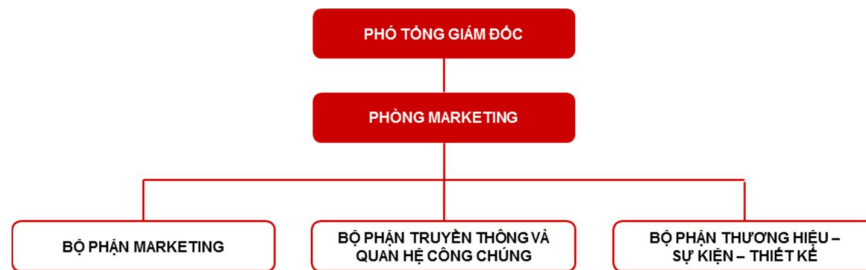 PHÓ TỔNG GIÁM ĐỐC
PHÒNG MARKETING
BỘ PHẬN MARKETING
BỘ PHẬN TRUYỀN THÔNG VÀ
QUAN HỆ CÔNG CHÚNG
BỘ PHẬN THƯƠNG HIỆU –
SỰ KIỆN – THIẾT KẾ